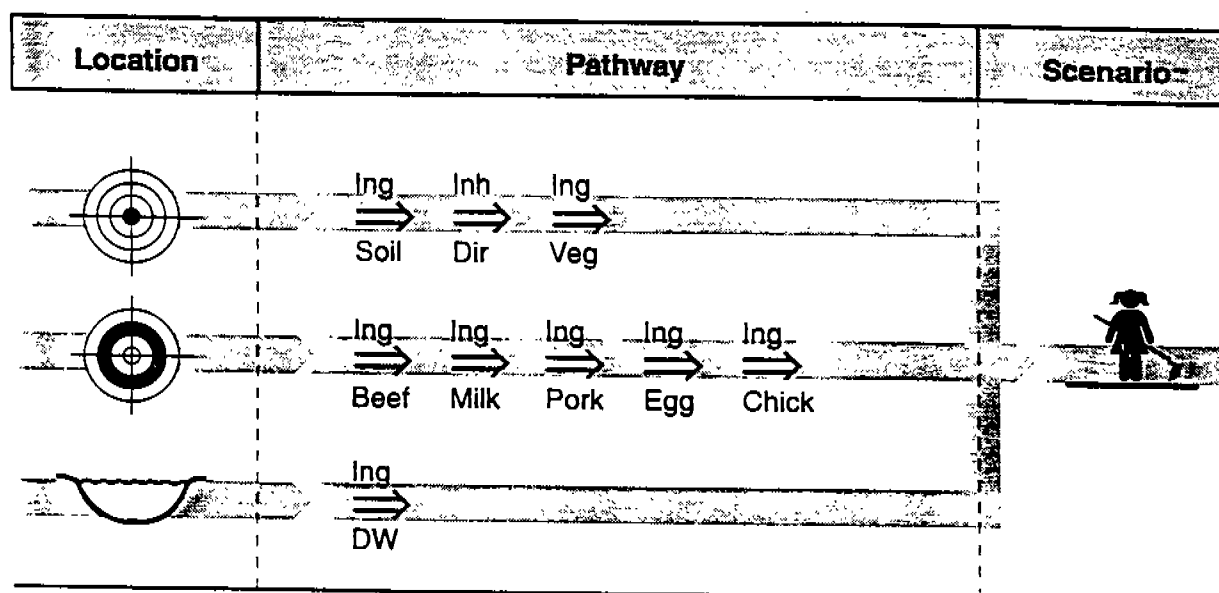 Location Pathway Scenario
Ing Inh Ing
Soil Dir Veg
Ing Ing Ing Ing Ing
Beef Milk Pork Egg Chick
Ing
DW